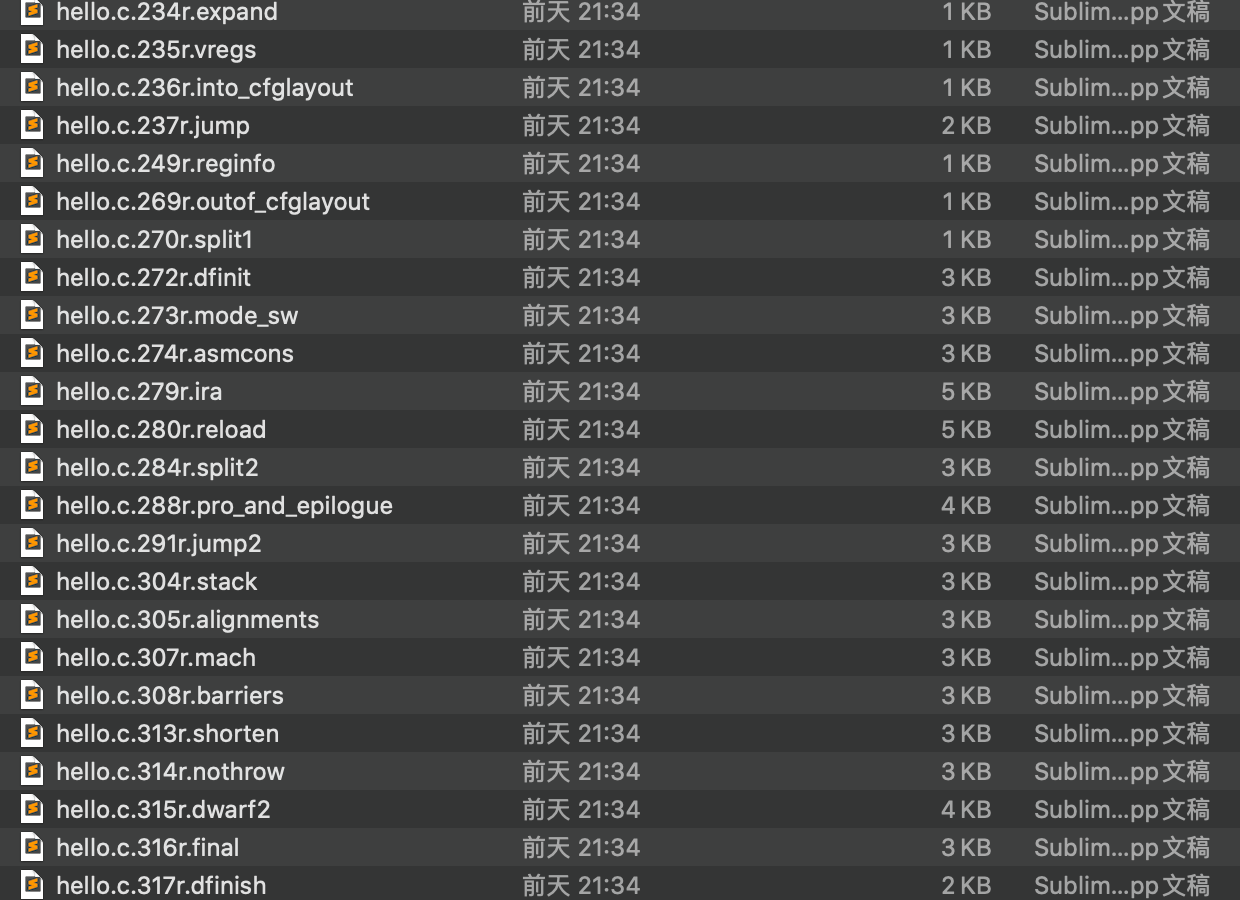 hello.c.234r.expand 前天 21:34 1 KB Sublim...pp 文稿
hello.c.235r.vregs 前天 21:34 1 KB Sublim...pp 文稿
hello.c.236r.into_cfglayout 前天 21:34 1 KB Sublim...pp 文稿
hello.c.237r.jump 前天 21:34 2 KB Sublim...pp 文稿
hello.c.249r.reginfo 前天 21:34 1 KB Sublim...pp 文稿
hello.c.269r.outof_cfglayout 前天 21:34 1 KB Sublim...pp 文稿
hello.c.270r.split1 前天 21:34 1 KB Sublim...pp 文稿
hello.c.272r.dfinit 前天 21:34 3 KB Sublim...pp 文稿
hello.c.273r.mode_sw 前天 21:34 3 KB Sublim...pp 文稿
hello.c.274r.asmcons 前天 21:34 3 KB Sublim...pp 文稿
hello.c.279r.ira 前天 21:34 5 KB Sublim...pp 文稿
hello.c.280r.reload 前天 21:34 5 KB Sublim...pp 文稿
hello.c.284r.split2 前天 21:34 3 KB Sublim...pp 文稿
hello.c.288r.pro_and_epilogue 前天 21:34 4 KB Sublim...pp 文稿
hello.c.291r.jump2 前天 21:34 3 KB Sublim...pp 文稿
hello.c.304r.stack 前天 21:34 3 KB Sublim...pp 文稿
hello.c.305r.alignments 前天 21:34 3 KB Sublim...pp 文稿
hello.c.307r.mach 前天 21:34 3 KB Sublim...pp 文稿
hello.c.308r.barriers 前天 21:34 3 KB Sublim...pp 文稿
hello.c.313r.shorten 前天 21:34 3 KB Sublim...pp 文稿
hello.c.314r.nothrow 前天 21:34 3 KB Sublim...pp 文稿
hello.c.315r.dwarf2 前天 21:34 4 KB Sublim...pp 文稿
hello.c.316r.final 前天 21:34 3 KB Sublim...pp 文稿
hello.c.317r.dfinish 前天 21:34 2 KB Sublim...pp 文稿